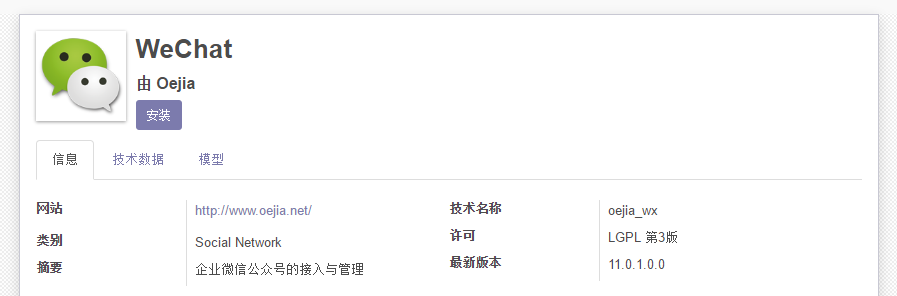 WeChat
由 Oejia
安装
信息 技术数据 模型
网站 http://www.oejia.net/ 技术名称 oejia_wx
类别 Social Network 许可 LGPL 第3版
摘要 企业微信公众号的接入与管理 最新版本 11.0.1.0.0